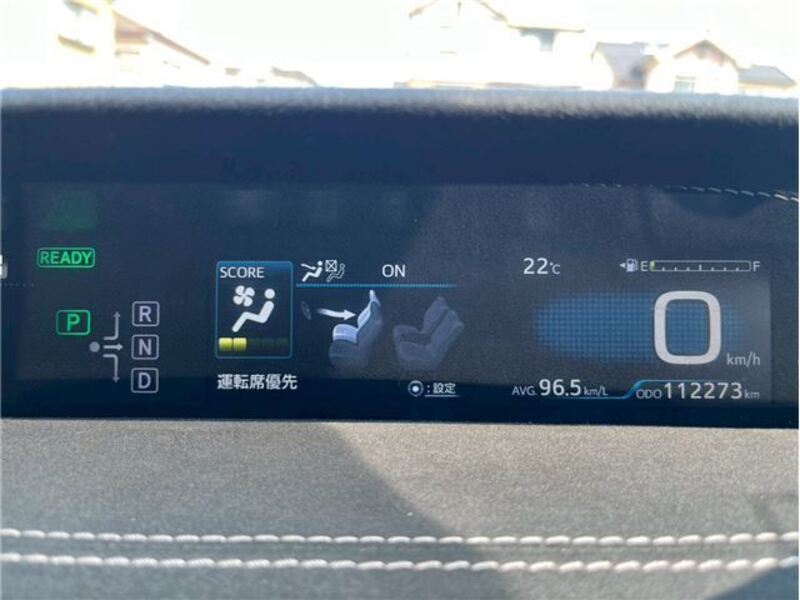 READY
P
R
N
D
SCORE
運転席優先
ON
:設定
22℃
E F
0 km/h
AVG. 96.5 km/L
ODO 112273 km